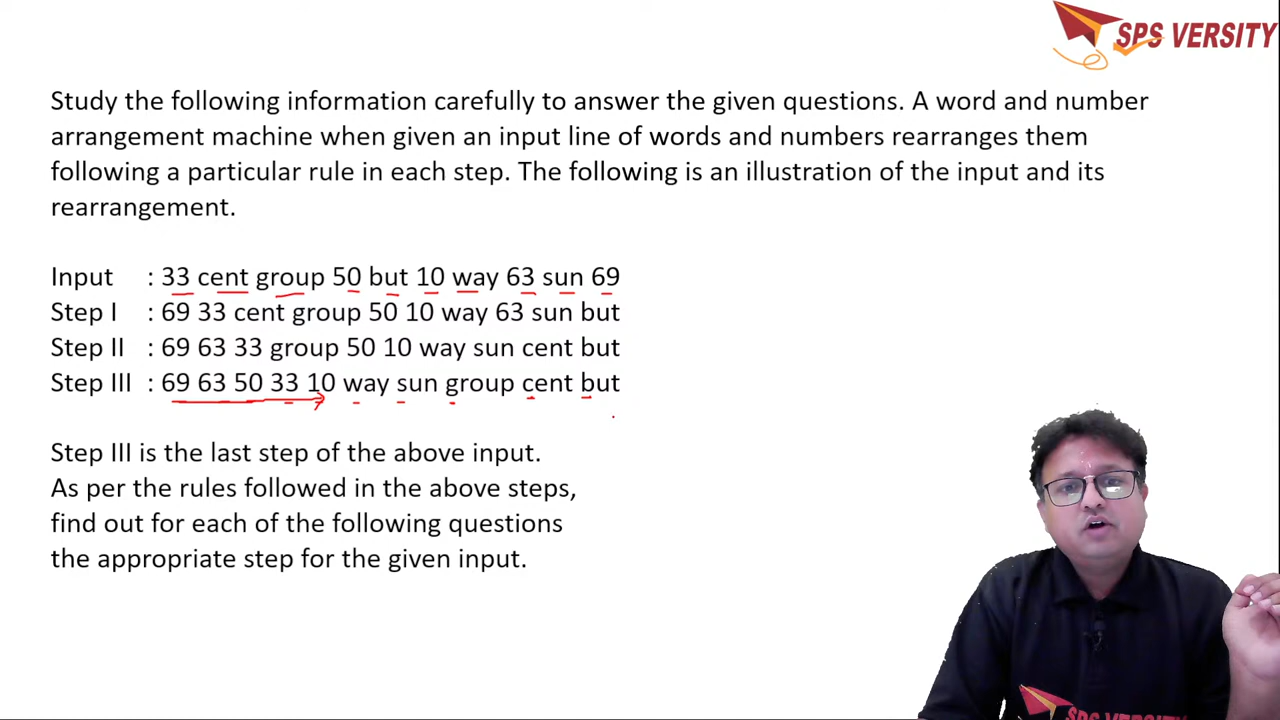 SPS VERSITY
Study the following information carefully to answer the given questions. A word and number
arrangement machine when given an input line of words and numbers rearranges them
following a particular rule in each step. The following is an illustration of the input and its
rearrangement.
Input : 33 cent group 50 but 10 way 63 sun 69
Step I : 69 33 cent group 50 10 way 63 sun but
Step II : 69 63 33 group 50 10 way sun cent but
Step III : 69 63 50 33 10 way sun group cent but
Step III is the last step of the above input.
As per the rules followed in the above steps,
find out for each of the following questions
the appropriate step for the given input.
SPS VERSITY